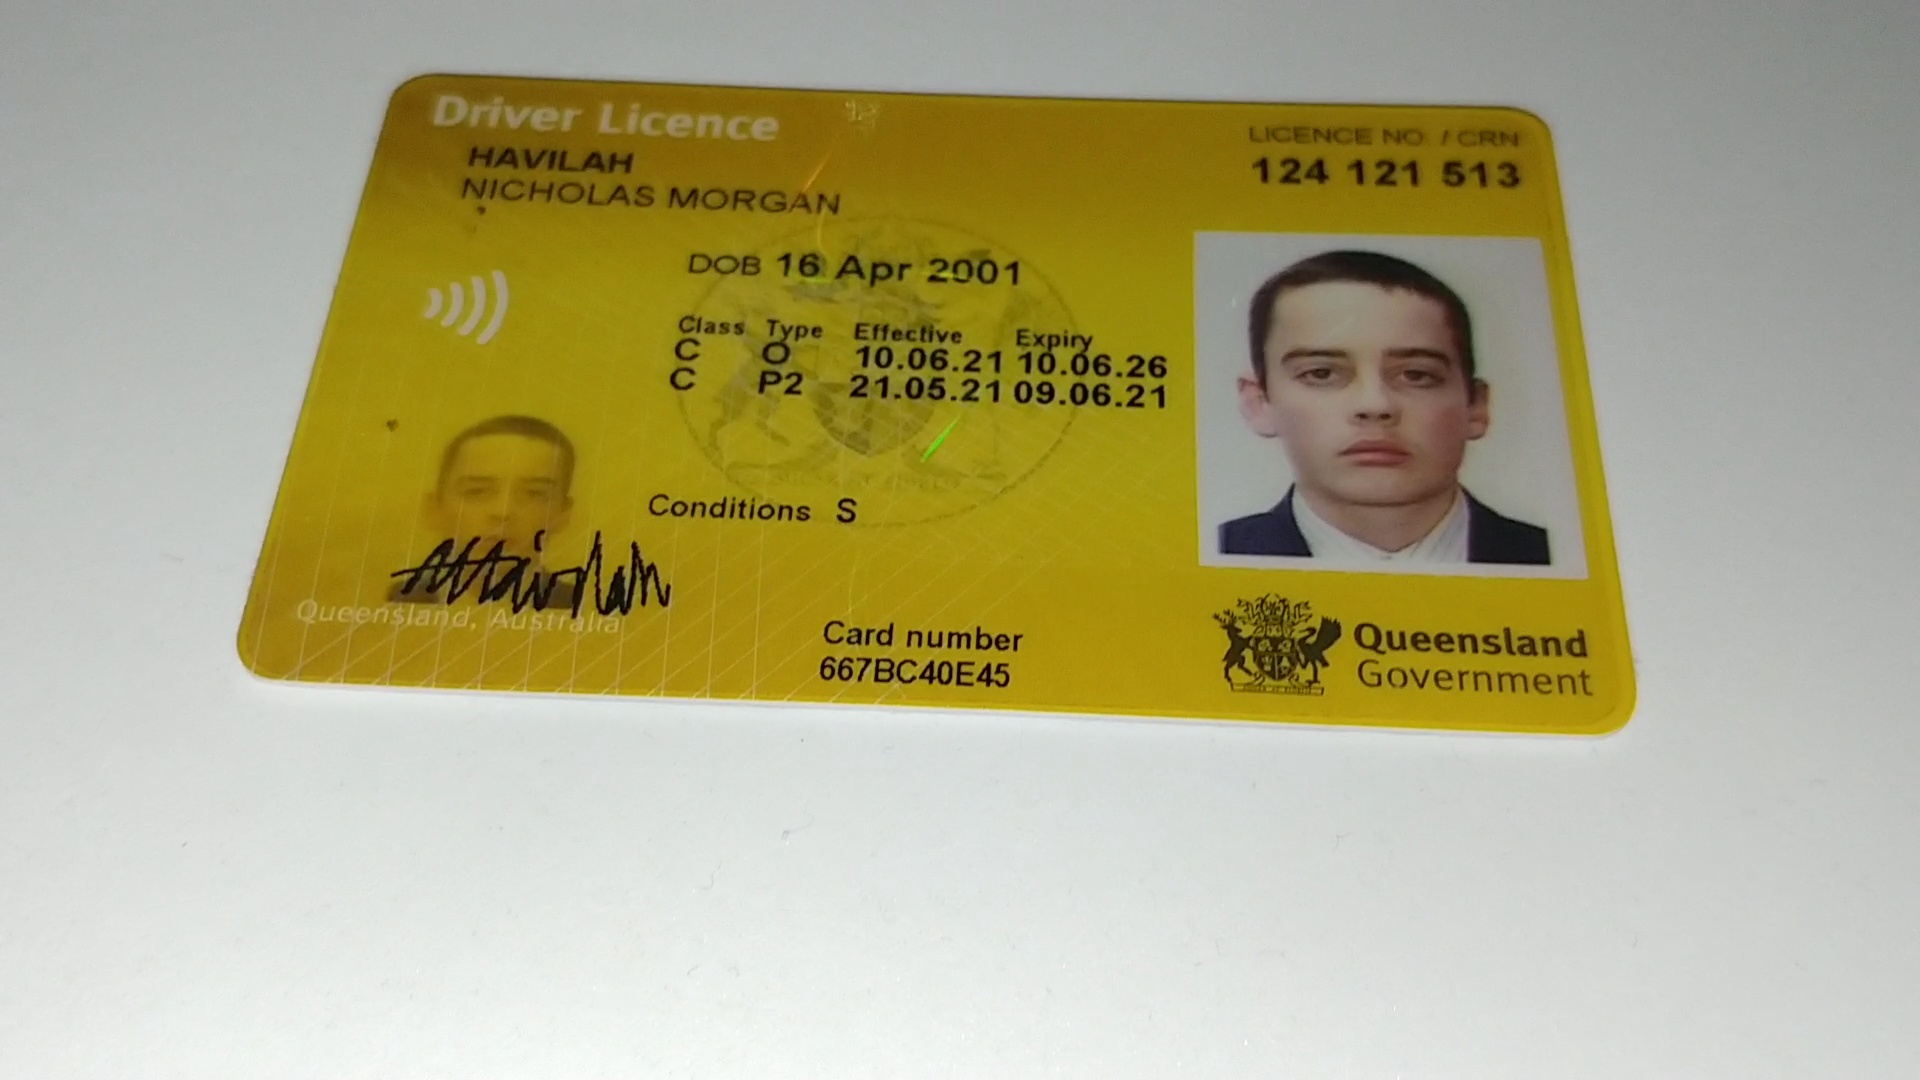 Driver Licence
HAVILAH
NICHOLAS MORGAN
LICENCE NO. / CRN
124 121 513
DOB 16 Apr 2001
Class Type Effective Expiry
C O 10.06.21 10.06.26
C P2 21.05.21 09.06.21
Conditions S
Queensland, Australia
Card number
667BC40E45
Queensland
Government